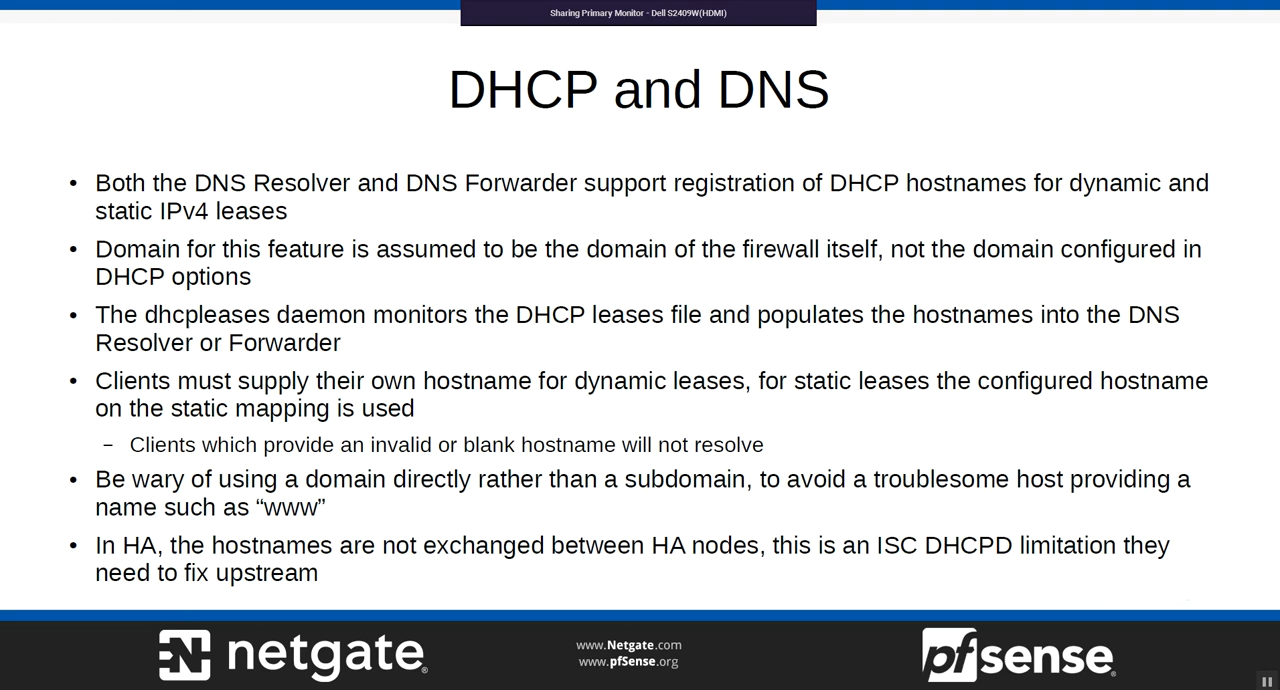 Sharing Primary Monitor - Dell S2409W(HDMI)
DHCP and DNS
• Both the DNS Resolver and DNS Forwarder support registration of DHCP hostnames for dynamic and
static IPv4 leases
• Domain for this feature is assumed to be the domain of the firewall itself, not the domain configured in
DHCP options
• The dhcpleases daemon monitors the DHCP leases file and populates the hostnames into the DNS
Resolver or Forwarder
• Clients must supply their own hostname for dynamic leases, for static leases the configured hostname
on the static mapping is used
– Clients which provide an invalid or blank hostname will not resolve
• Be wary of using a domain directly rather than a subdomain, to avoid a troublesome host providing a
name such as “www”
• In HA, the hostnames are not exchanged between HA nodes, this is an ISC DHCPD limitation they
need to fix upstream
N netgate®
www.Netgate.com
www.pfSense.org
pfsense®